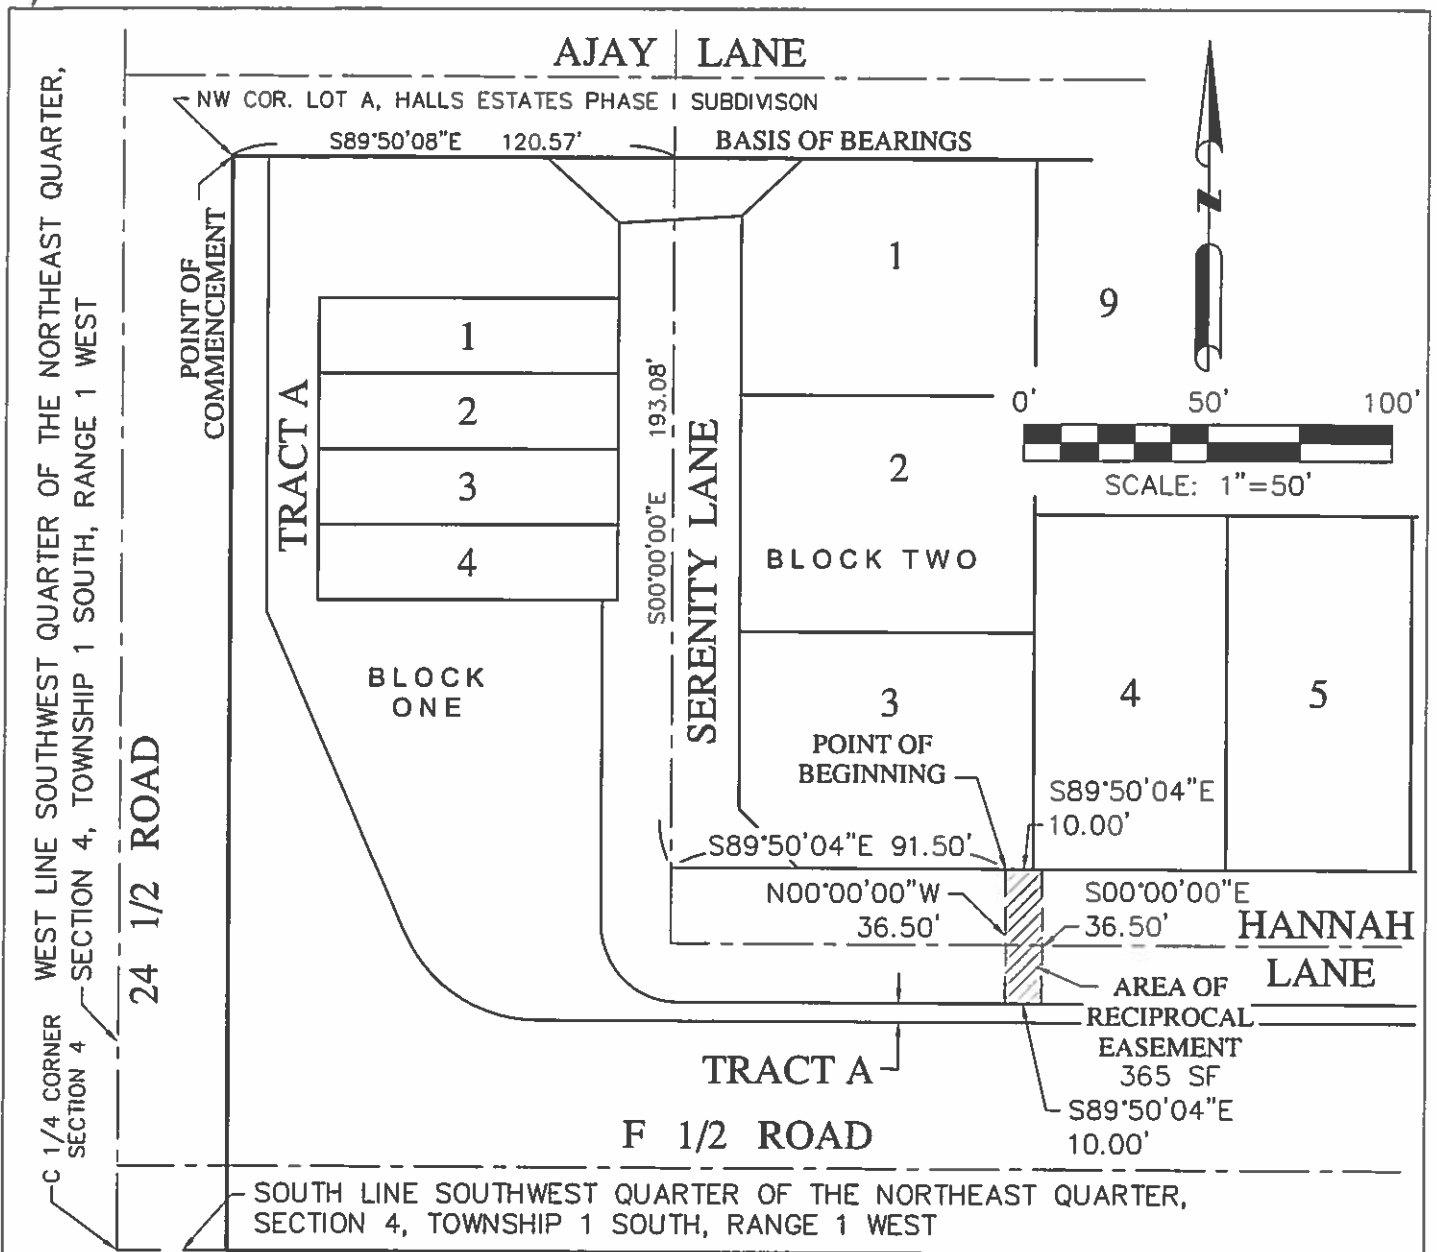 AJAY LANE
NW COR. LOT A, HALLS ESTATES PHASE I SUBDIVISON
S89°50'08"E 120.57'
BASIS OF BEARINGS
POINT OF
COMMENCEMENT
WEST LINE SOUTHWEST QUARTER OF THE NORTHEAST QUARTER,
SECTION 4, TOWNSHIP 1 SOUTH, RANGE 1 WEST
N
1
9
TRACT A
1
2
3
4
S00°00'00"E 193.08'
SERENITY LANE
2
BLOCK TWO
0' 50' 100'
SCALE: 1"=50'
BLOCK
ONE
3
4
5
POINT OF
BEGINNING
S89°50'04"E
10.00'
S89°50'04"E 91.50'
N00°00'00"W
36.50'
S00°00'00"E
36.50'
HANNAH
LANE
24 1/2 ROAD
AREA OF
RECIPROCAL
EASEMENT
365 SF
TRACT A
S89°50'04"E
10.00'
F 1/2 ROAD
C 1/4 CORNER
SECTION 4
SOUTH LINE SOUTHWEST QUARTER OF THE NORTHEAST QUARTER,
SECTION 4, TOWNSHIP 1 SOUTH, RANGE 1 WEST